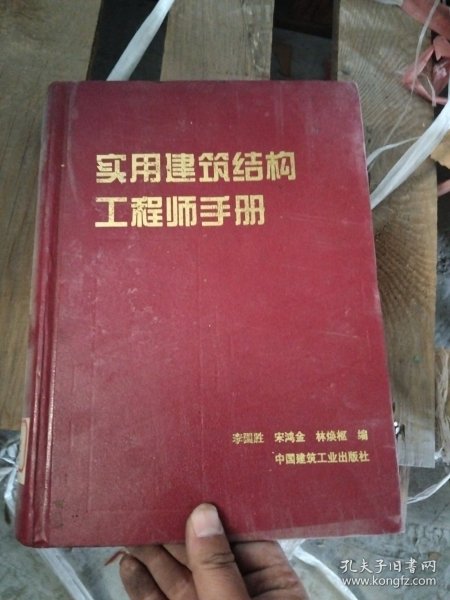 实用建筑结构
工程师手册
李国胜 宋鸿金 林焕枢 编
中国建筑工业出版社
孔夫子旧书网
www.kongfz.com